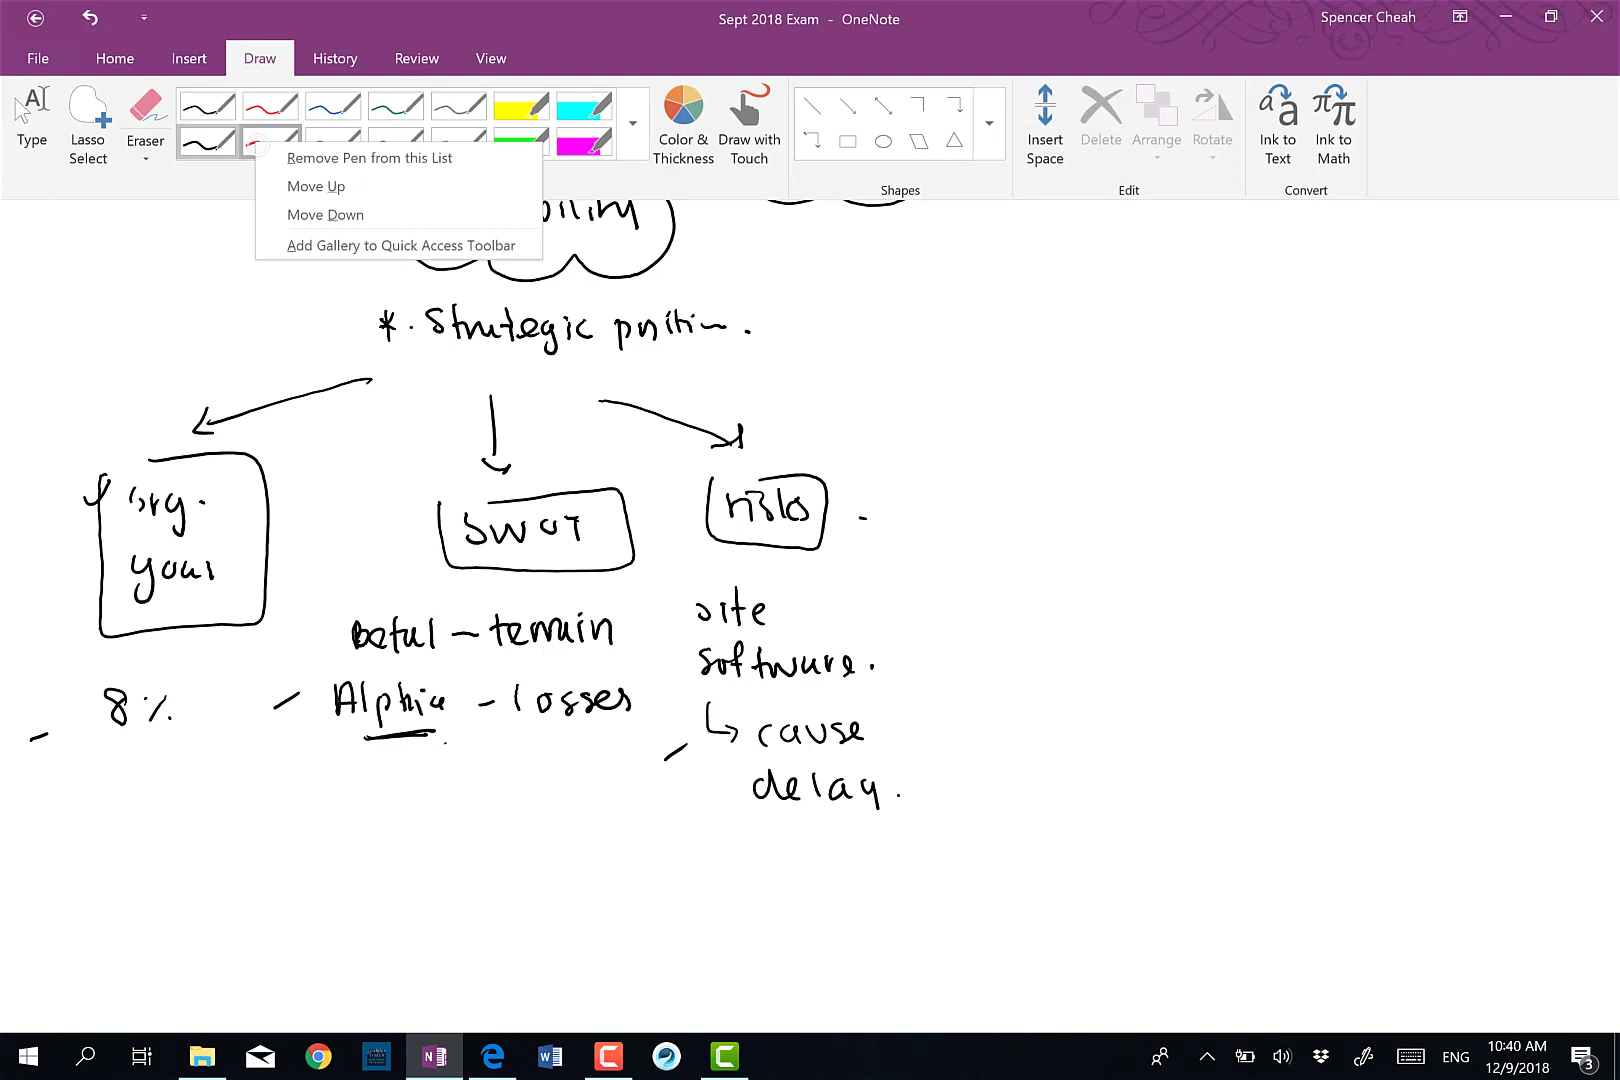 Sept 2018 Exam - OneNote
Spencer Cheah
File
Home
Insert
Draw
History
Review
View
Type
Lasso
Select
Eraser
Color &
Thickness
Draw with
Touch
Shapes
Insert
Space
Delete
Arrange
Rotate
Edit
Ink to
Text
Ink to
Math
Convert
Remove Pen from this List
Move Up
Move Down
Add Gallery to Quick Access Toolbar
*. Strategic position.
org.
goal
SWOT
risks
.
- terrain
Alphia - losses
8%
site
software.
↳ cause
delay.
ENG
10:40 AM
12/9/2018
3